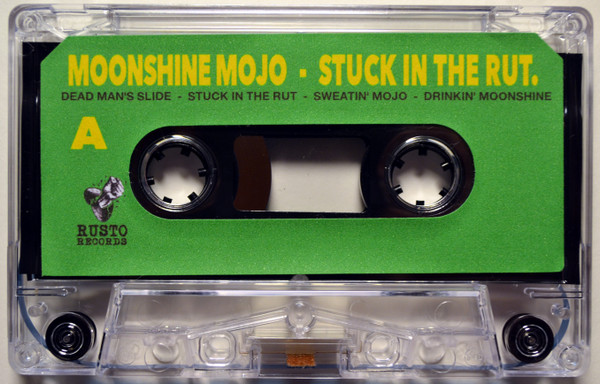 MOONSHINE MOJO · STUCK IN THE RUT.
DEAD MAN'S SLIDE - STUCK IN THE RUT - SWEATIN' MOJO - DRINKIN' MOONSHINE
A
RUSTO
RECORDS